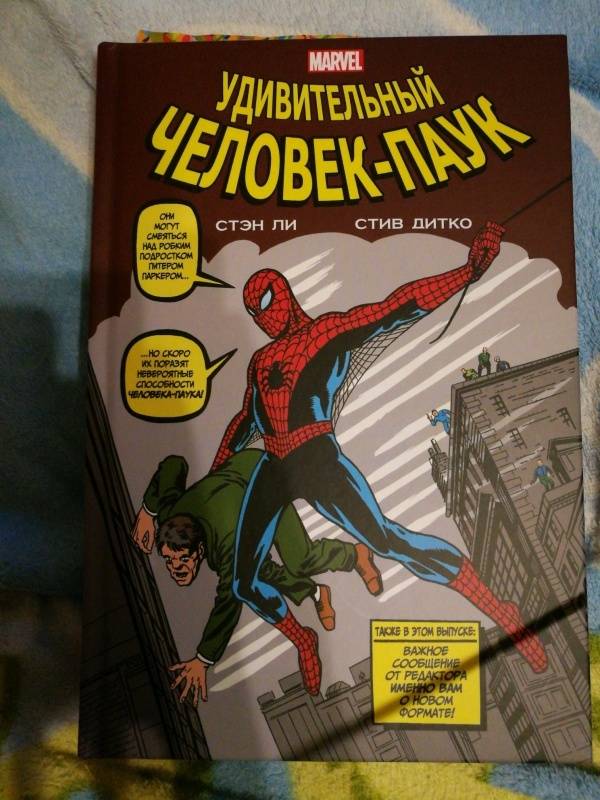 MARVEL
УДИВИТЕЛЬНЫЙ
ЧЕЛОВЕК-ПАУК
СТЭН ЛИ СТИВ ДИТКО
ОНИ
МОГУТ
СМЕЯТЬСЯ
НАД РОБКИМ
ПОДРОСТКОМ
ПИТЕРОМ
ПАРКЕРОМ...
...НО СКОРО
ИХ ПОРАЗЯТ
НЕВЕРОЯТНЫЕ
СПОСОБНОСТИ
ЧЕЛОВЕКА-ПАУКА!
ТАКЖЕ В ЭТОМ ВЫПУСКЕ:
ВАЖНОЕ
СООБЩЕНИЕ
ОТ РЕДАКТОРА
ИМЕННО ВАМ
О НОВОМ
ФОРМАТЕ!